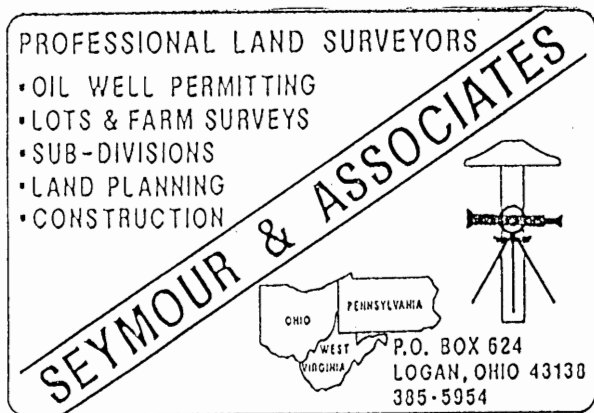 PROFESSIONAL LAND SURVEYORS
▪OIL WELL PERMITTING
▪LOTS & FARM SURVEYS
▪SUB-DIVISIONS
▪LAND PLANNING
▪CONSTRUCTION
SEYMOUR & ASSOCIATES
OHIO
PENNSYLVANIA
WEST
VIRGINIA
P.O. BOX 624
LOGAN, OHIO 43138
385-5954